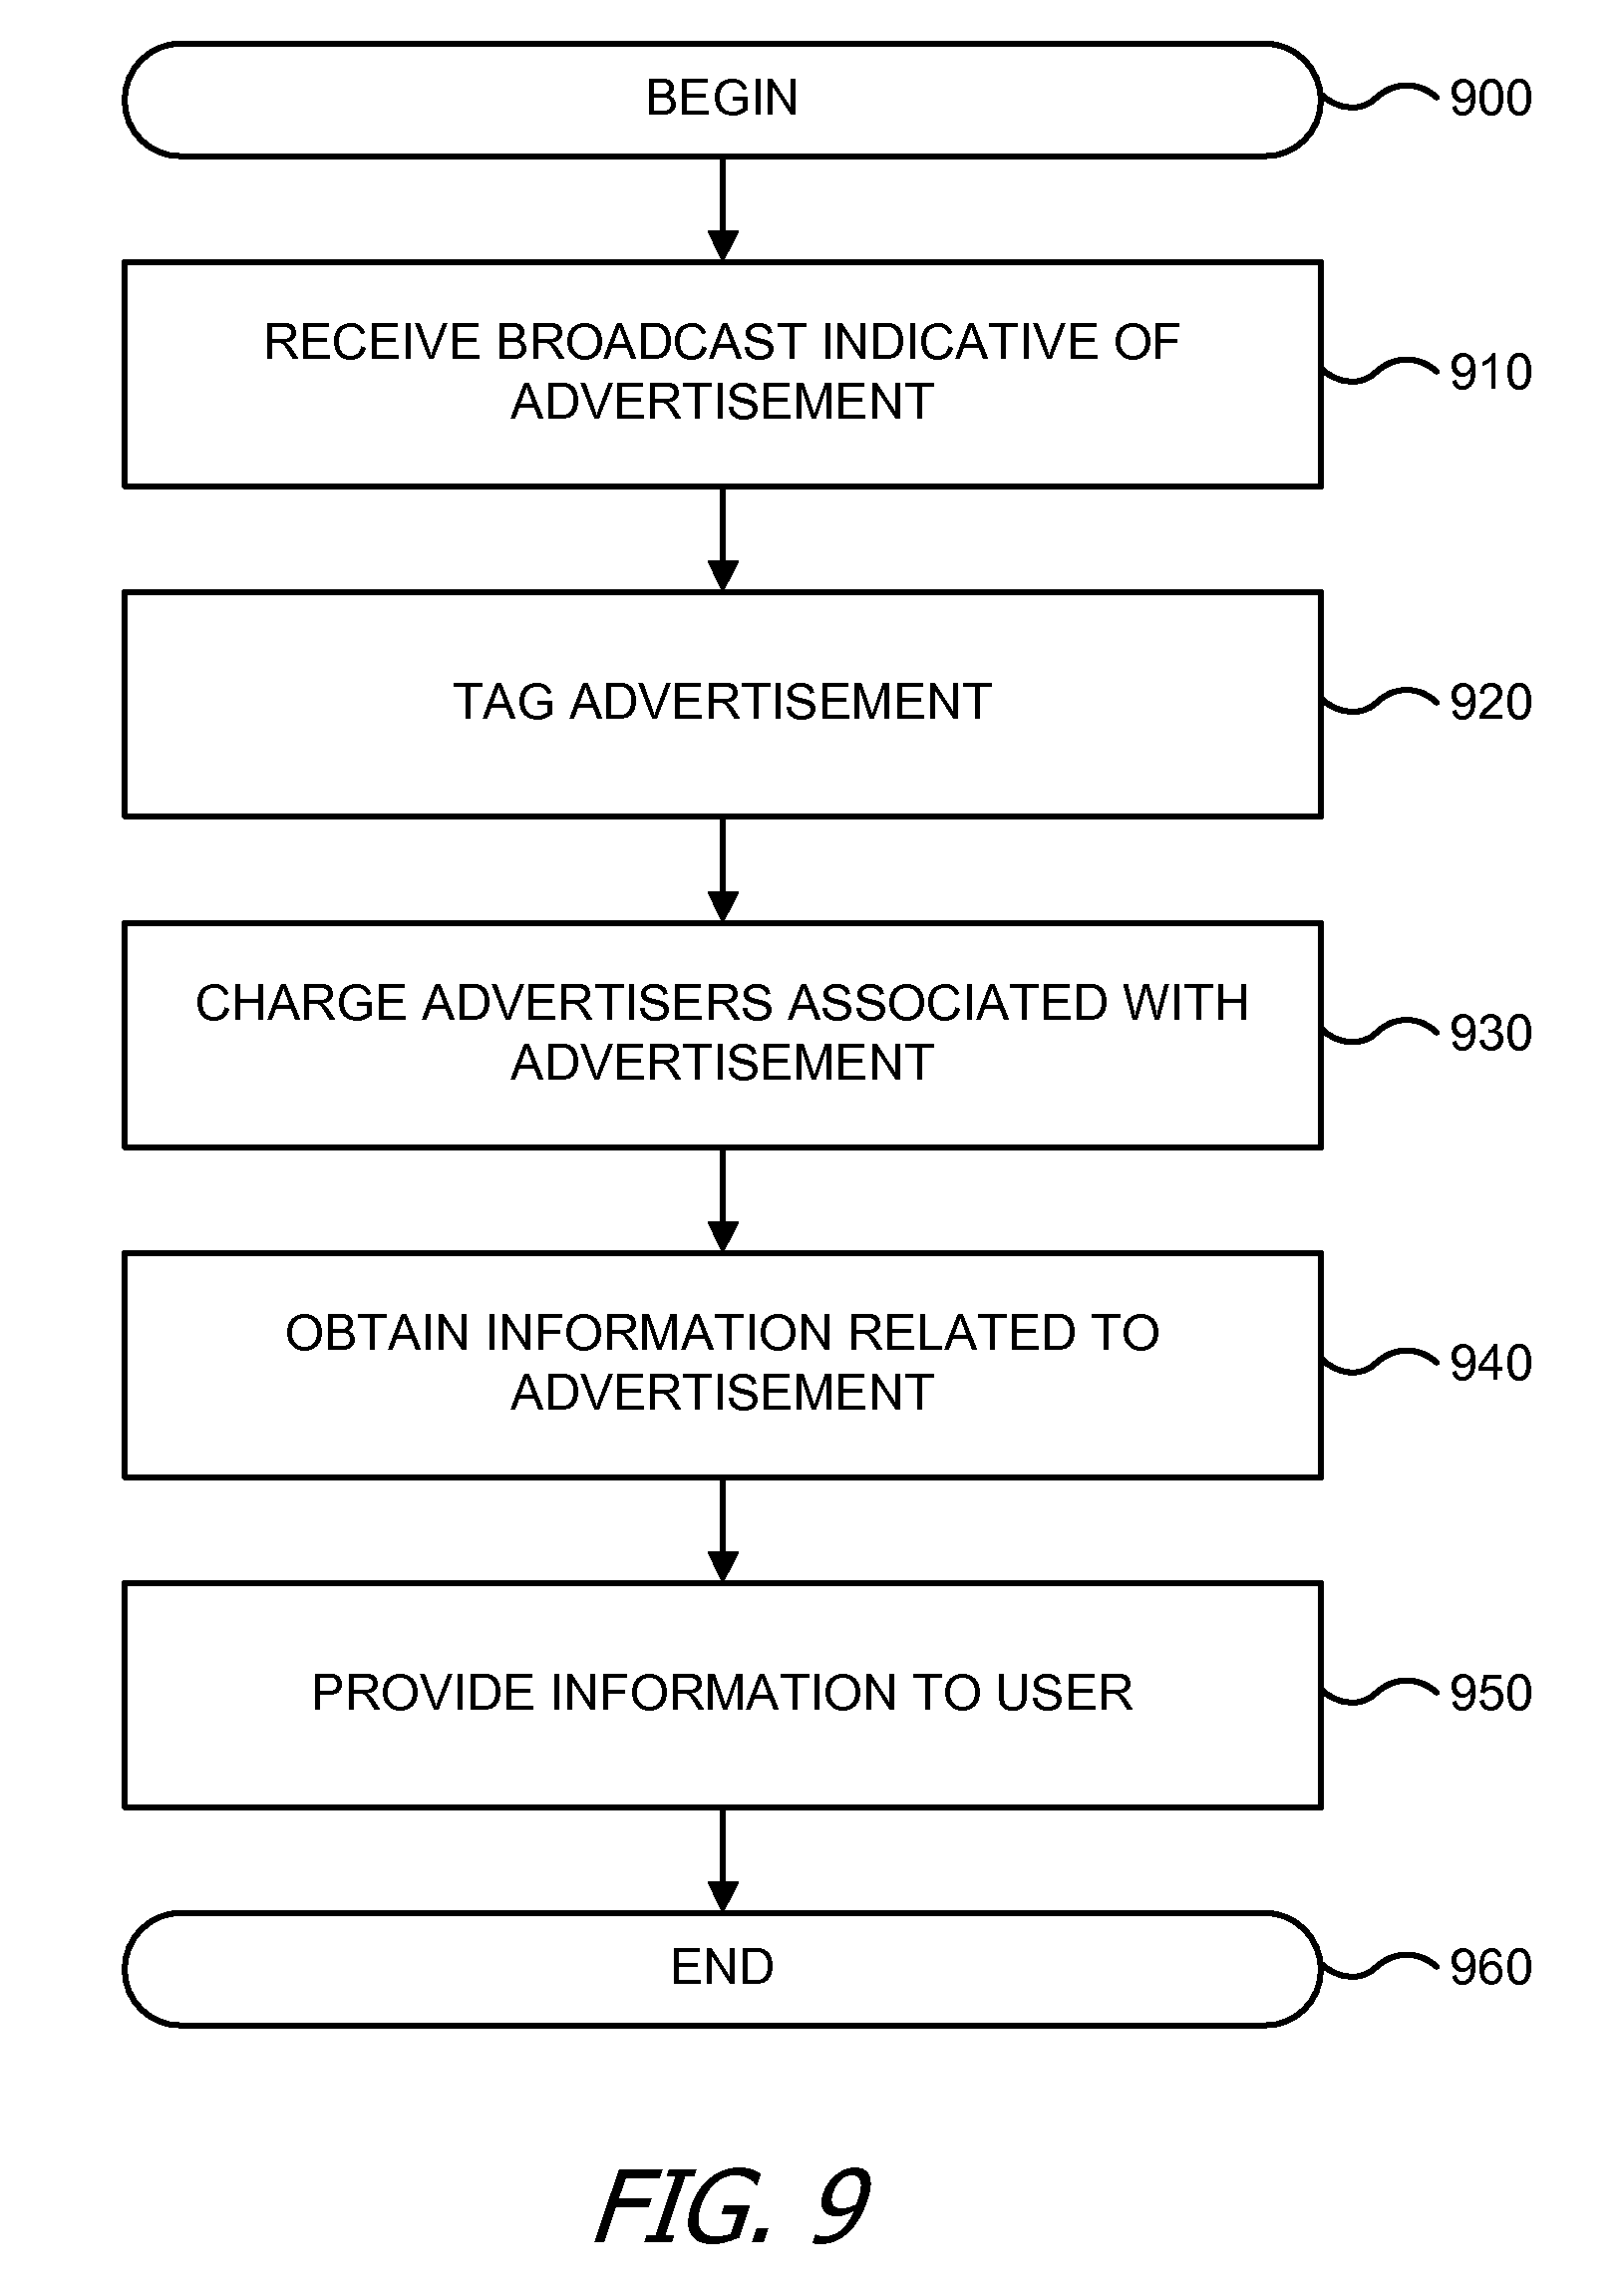 BEGIN
900
RECEIVE BROADCAST INDICATIVE OF
ADVERTISEMENT
910
TAG ADVERTISEMENT
920
CHARGE ADVERTISERS ASSOCIATED WITH
ADVERTISEMENT
930
OBTAIN INFORMATION RELATED TO
ADVERTISEMENT
940
PROVIDE INFORMATION TO USER
950
END
960
FIG. 9